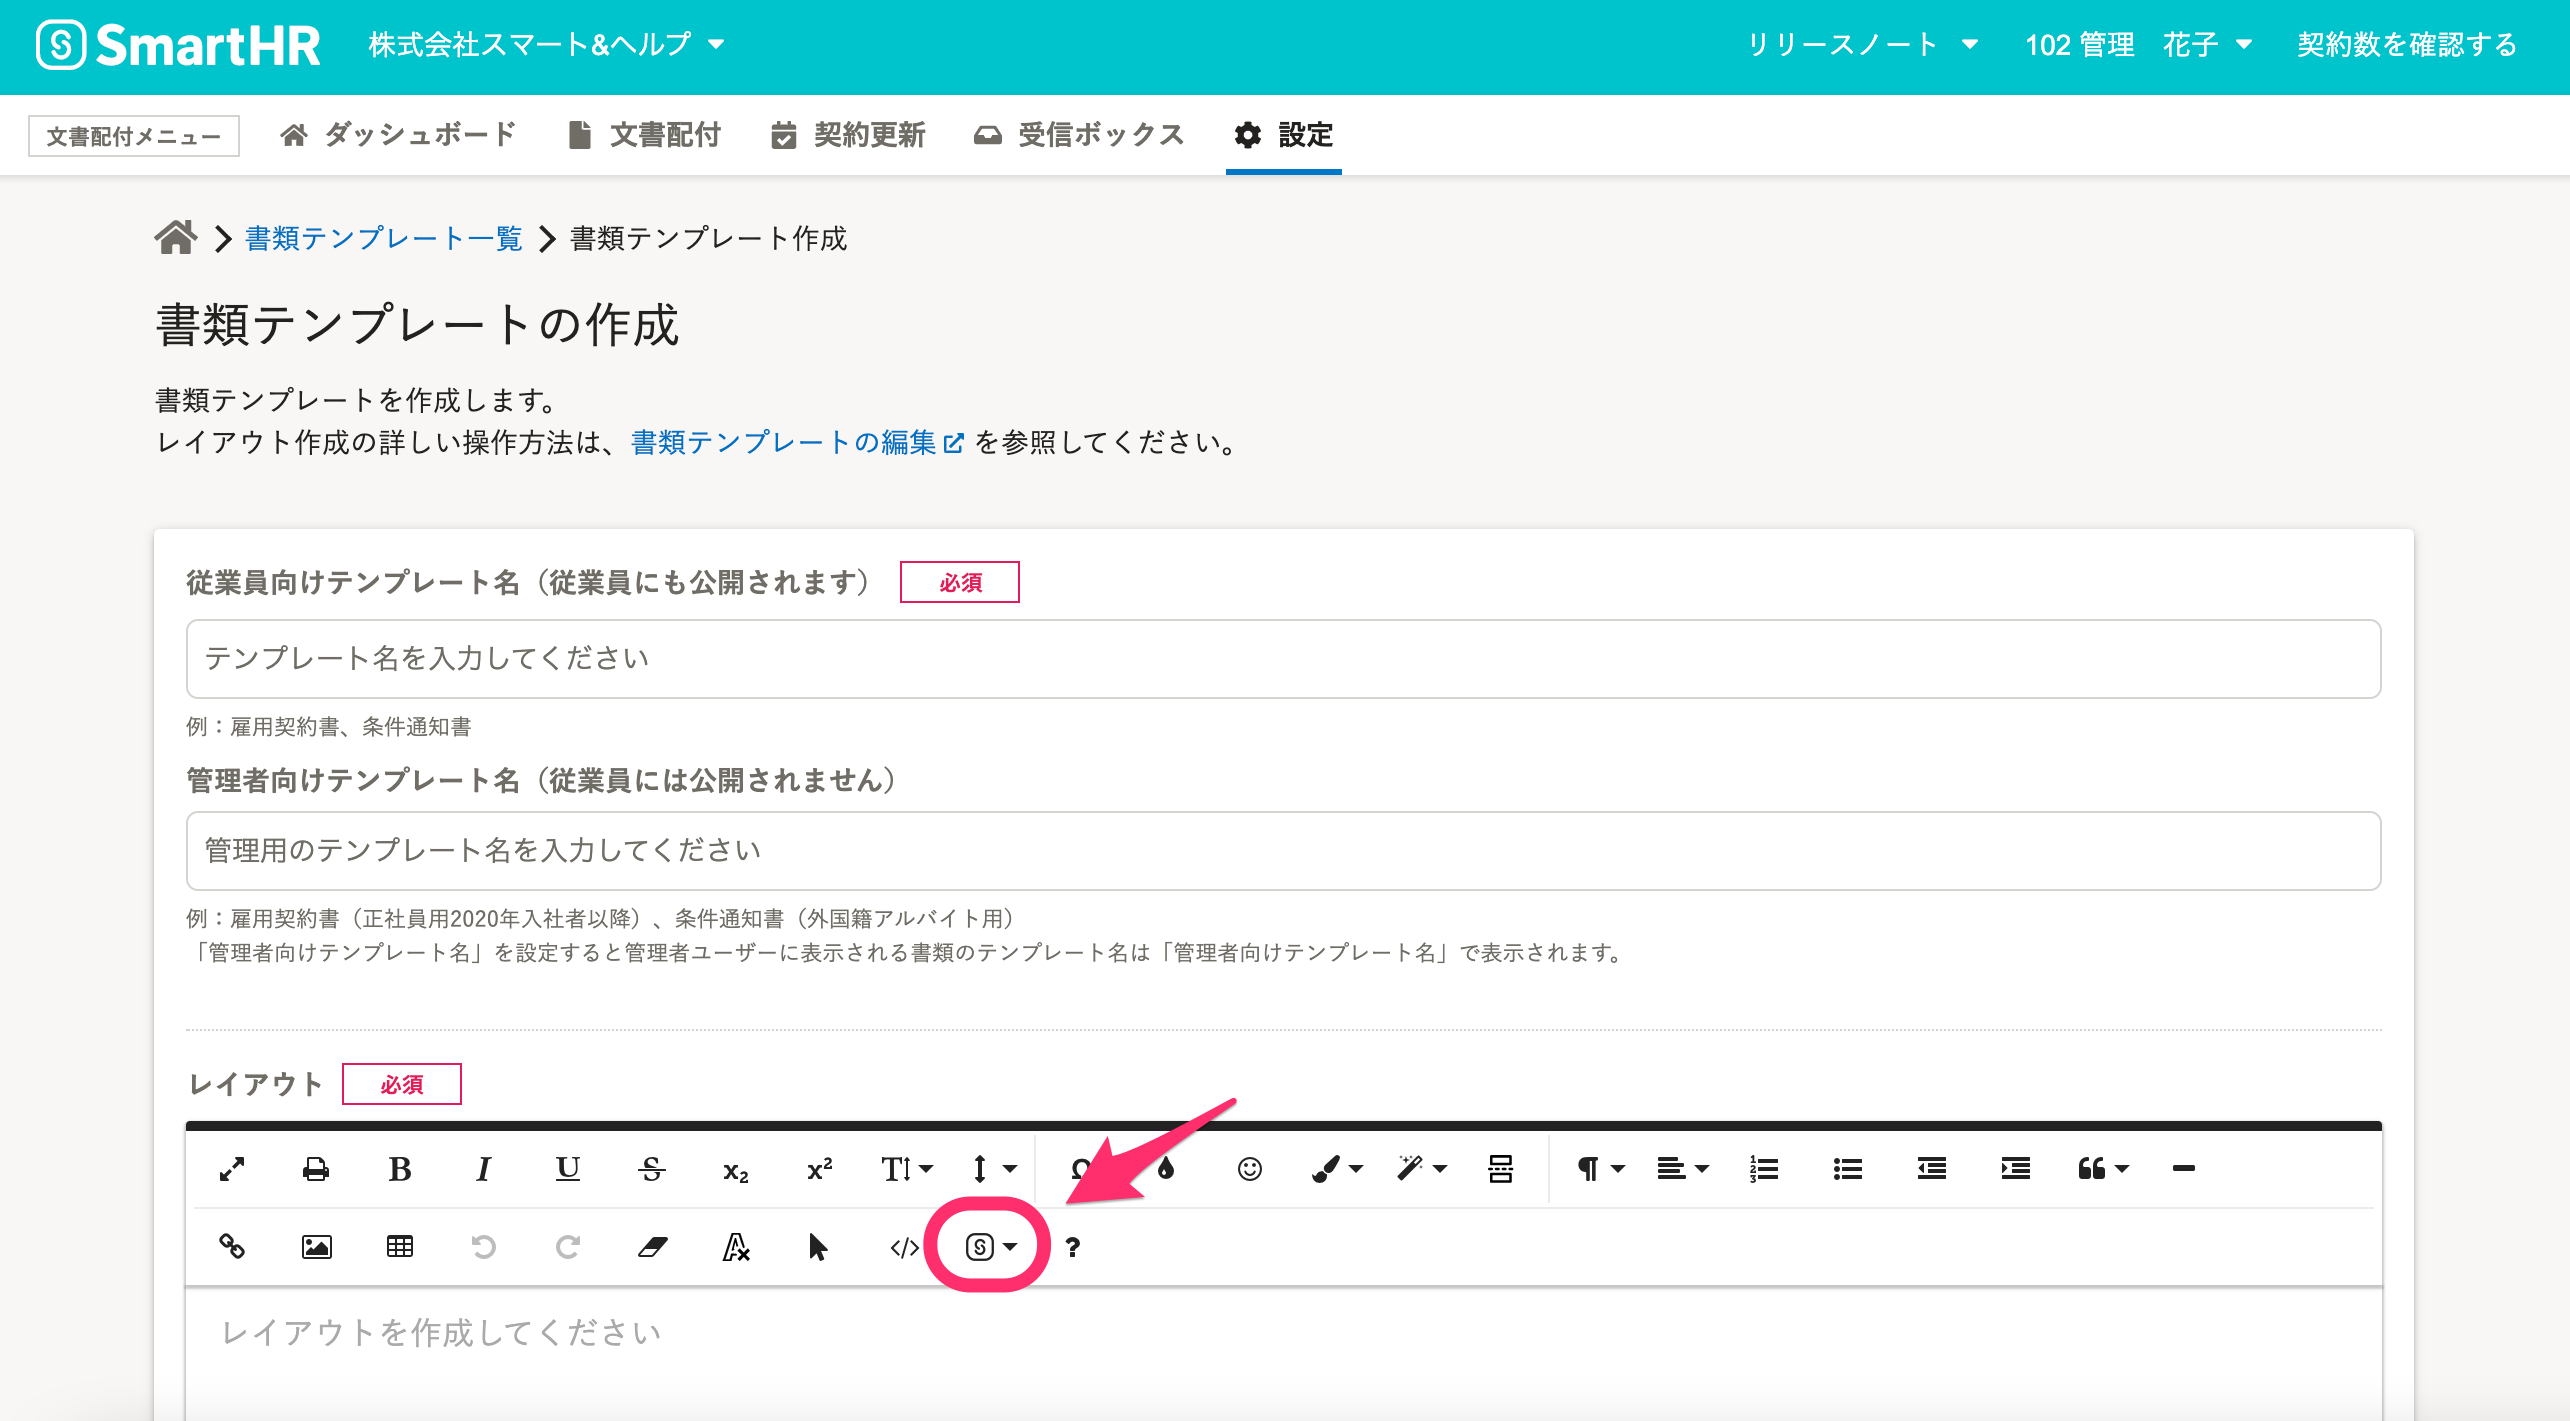 SmartHR 株式会社スマート&ヘルプ リリースノート 102 管理 花子 契約数を確認する
文書配付メニュー ダッシュボード 文書配付 契約更新 受信ボックス 設定
書類テンプレート一覧 書類テンプレート作成
書類テンプレートの作成
書類テンプレートを作成します。
レイアウト作成の詳しい操作方法は、書類テンプレートの編集 を参照してください。
従業員向けテンプレート名（従業員にも公開されます） 必須
テンプレート名を入力してください
例：雇用契約書、条件通知書
管理者向けテンプレート名（従業員には公開されません）
管理用のテンプレート名を入力してください
例：雇用契約書（正社員用2020年入社者以降）、条件通知書（外国籍アルバイト用）
「管理者向けテンプレート名」を設定すると管理者ユーザーに表示される書類のテンプレート名は「管理者向けテンプレート名」で表示されます。
レイアウト 必須
レイアウトを作成してください